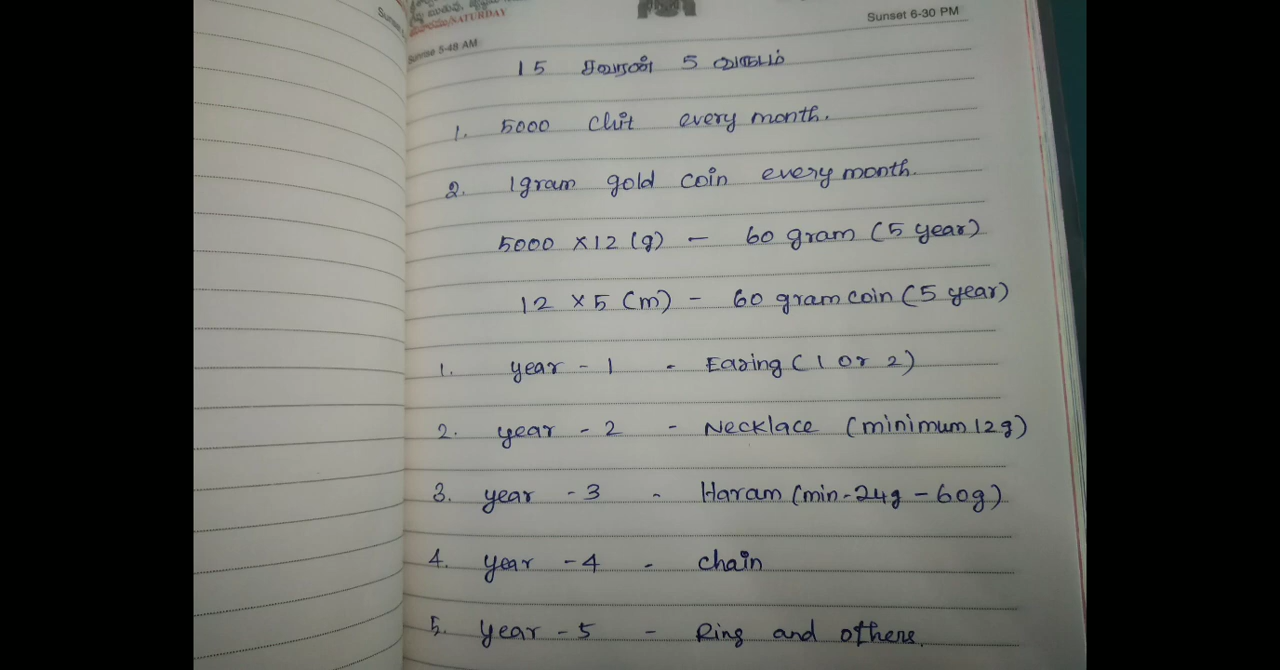 SATURDAY
Sunrise 5-48 AM
Sunset 6-30 PM
15 சவரன் 5 வருடம்
1. 5000 chit every month.
2. 1gram gold coin every month.
5000 ×12 (g) – 60 gram (5 year)
12 × 5 (m) – 60 gram coin (5 year)
1. year - 1 - Earing (1 or 2)
2. year - 2 - Necklace (minimum 12g)
3. year - 3 - Haram (min-24g – 60g)
4. year - 4 - chain
5. year - 5 - Ring and others.